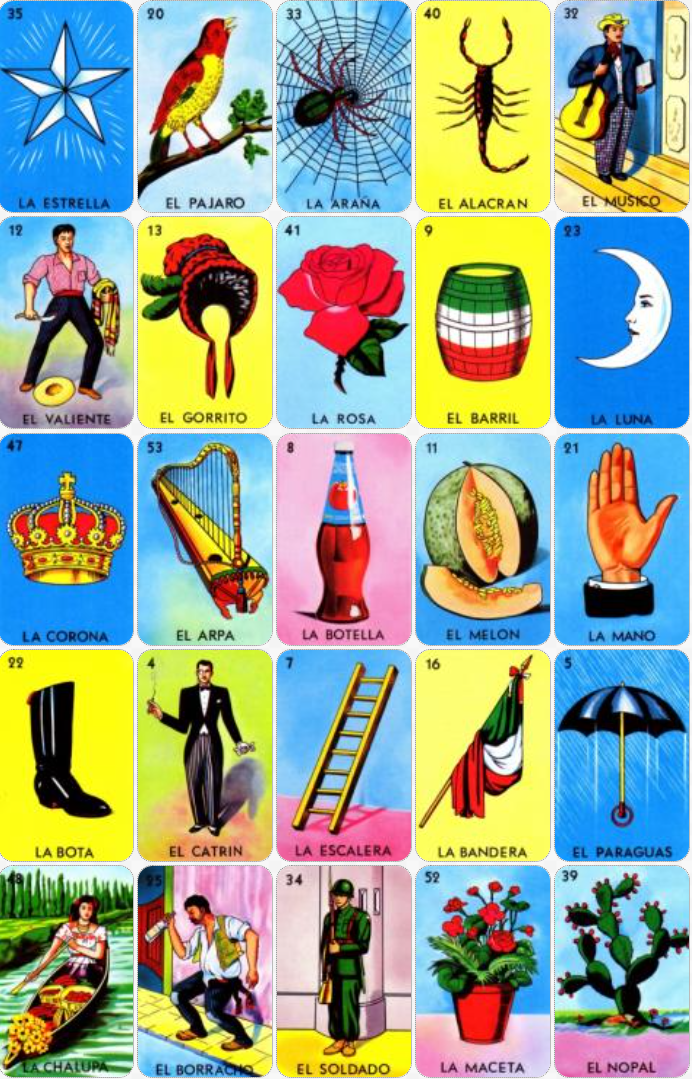 35
LA ESTRELLA
20
EL PAJARO
33
LA ARAÑA
40
EL ALACRAN
32
EL MUSICO
12
EL VALIENTE
13
EL GORRITO
41
LA ROSA
9
EL BARRIL
23
LA LUNA
47
LA CORONA
53
EL ARPA
8
LA BOTELLA
11
EL MELON
21
LA MANO
22
LA BOTA
4
EL CATRIN
7
LA ESCALERA
16
LA BANDERA
5
EL PARAGUAS
48
LA CHALUPA
25
EL BORRACHO
34
EL SOLDADO
52
LA MACETA
39
EL NOPAL